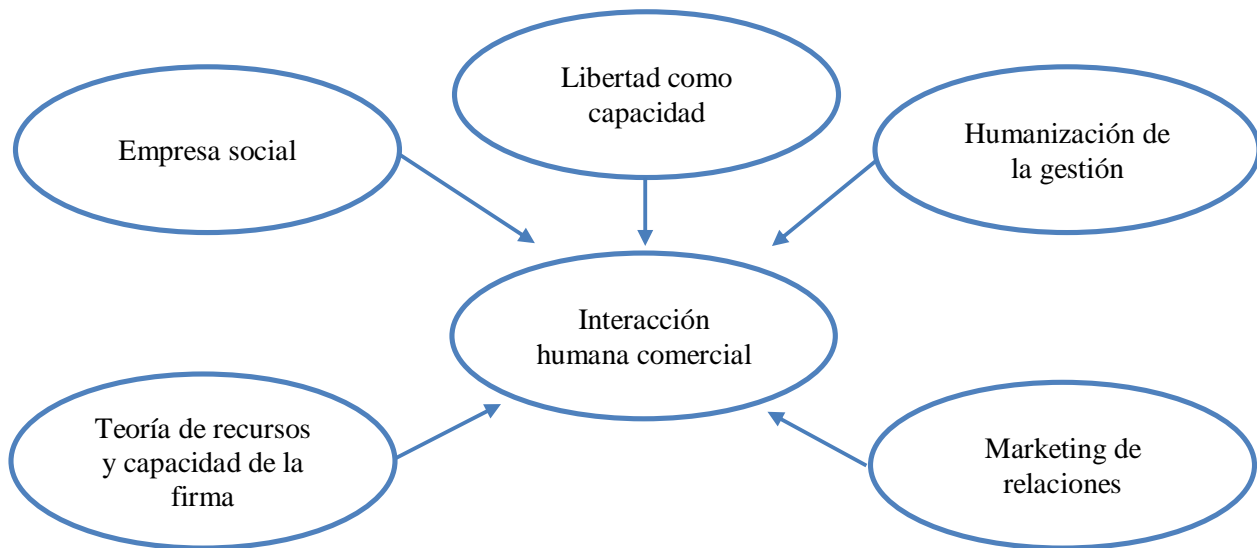 Libertad como
capacidad
Empresa social
Humanización de
la gestión
Interacción
humana comercial
Teoría de recursos
y capacidad de la
firma
Marketing de
relaciones